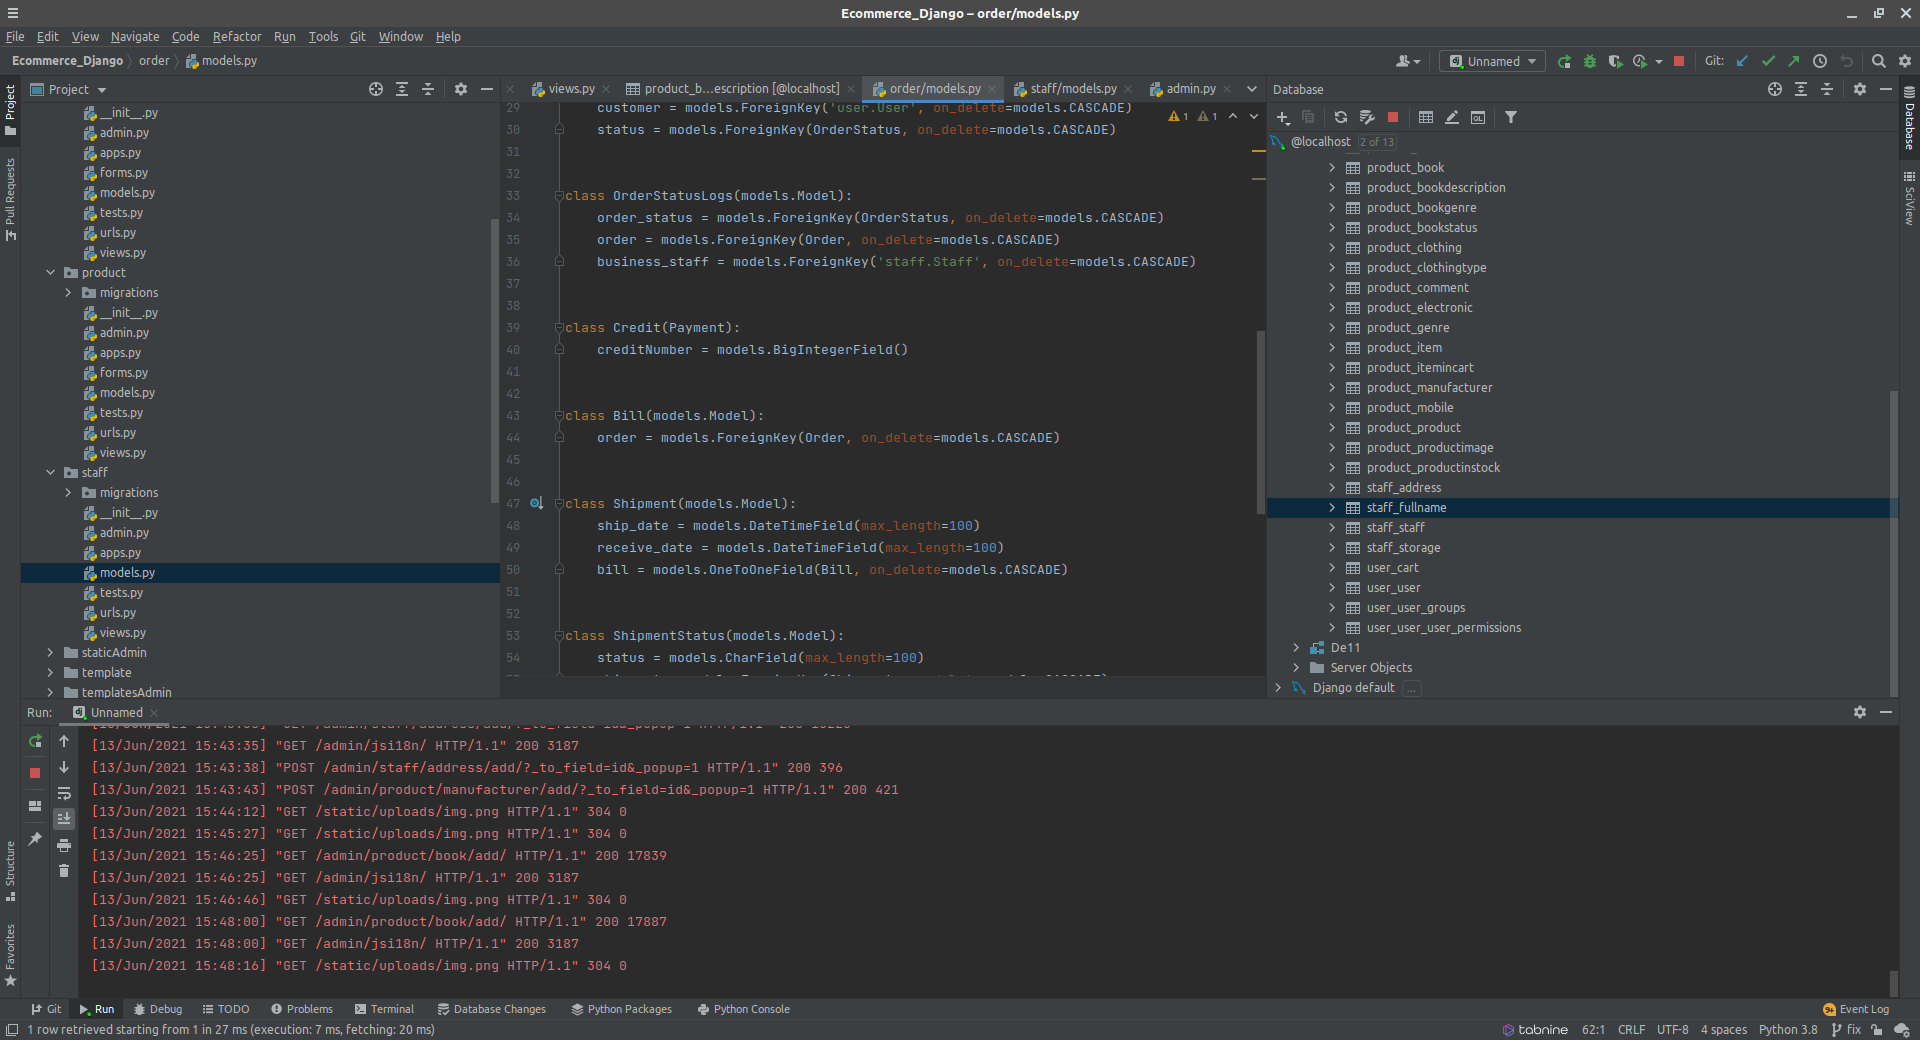 Ecommerce_Django – order/models.py
File Edit View Navigate Code Refactor Run Tools Git Window Help
Ecommerce_Django order models.py
Unnamed
Git:
Project
views.py
product_b...escription [@localhost]
order/models.py
staff/models.py
admin.py
Database
Project
Pull Requests
Structure
Favorites
__init__.py
admin.py
apps.py
forms.py
models.py
tests.py
urls.py
views.py
product
migrations
__init__.py
admin.py
apps.py
forms.py
models.py
tests.py
urls.py
views.py
staff
migrations
__init__.py
admin.py
apps.py
models.py
tests.py
urls.py
views.py
staticAdmin
template
templatesAdmin
1 1
29 customer = models.ForeignKey('user.User', on_delete=models.CASCADE)
30 status = models.ForeignKey(OrderStatus, on_delete=models.CASCADE)
31
32
33 class OrderStatusLogs(models.Model):
34 order_status = models.ForeignKey(OrderStatus, on_delete=models.CASCADE)
35 order = models.ForeignKey(Order, on_delete=models.CASCADE)
36 business_staff = models.ForeignKey('staff.Staff', on_delete=models.CASCADE)
37
38
39 class Credit(Payment):
40 creditNumber = models.BigIntegerField()
41
42
43 class Bill(models.Model):
44 order = models.ForeignKey(Order, on_delete=models.CASCADE)
45
46
47 class Shipment(models.Model):
48 ship_date = models.DateTimeField(max_length=100)
49 receive_date = models.DateTimeField(max_length=100)
50 bill = models.OneToOneField(Bill, on_delete=models.CASCADE)
51
52
53 class ShipmentStatus(models.Model):
54 status = models.CharField(max_length=100)
@localhost 2 of 13
product_book
product_bookdescription
product_bookgenre
product_bookstatus
product_clothing
product_clothingtype
product_comment
product_electronic
product_genre
product_item
product_itemincart
product_manufacturer
product_mobile
product_product
product_productimage
product_productinstock
staff_address
staff_fullname
staff_staff
staff_storage
user_cart
user_user
user_user_groups
user_user_user_permissions
De11
Server Objects
Django default ...
Database
SciView
Run: Unnamed
[13/Jun/2021 15:43:35] "GET /admin/jsi18n/ HTTP/1.1" 200 3187
[13/Jun/2021 15:43:38] "POST /admin/staff/address/add/?_to_field=id&_popup=1 HTTP/1.1" 200 396
[13/Jun/2021 15:43:43] "POST /admin/product/manufacturer/add/?_to_field=id&_popup=1 HTTP/1.1" 200 421
[13/Jun/2021 15:44:12] "GET /static/uploads/img.png HTTP/1.1" 304 0
[13/Jun/2021 15:45:27] "GET /static/uploads/img.png HTTP/1.1" 304 0
[13/Jun/2021 15:46:25] "GET /admin/product/book/add/ HTTP/1.1" 200 17839
[13/Jun/2021 15:46:25] "GET /admin/jsi18n/ HTTP/1.1" 200 3187
[13/Jun/2021 15:46:46] "GET /static/uploads/img.png HTTP/1.1" 304 0
[13/Jun/2021 15:48:00] "GET /admin/product/book/add/ HTTP/1.1" 200 17887
[13/Jun/2021 15:48:00] "GET /admin/jsi18n/ HTTP/1.1" 200 3187
[13/Jun/2021 15:48:16] "GET /static/uploads/img.png HTTP/1.1" 304 0
Git Run Debug TODO Problems Terminal Database Changes Python Packages Python Console 9+ Event Log
1 row retrieved starting from 1 in 27 ms (execution: 7 ms, fetching: 20 ms) tabnine 62:1 CRLF UTF-8 4 spaces Python 3.8 fix